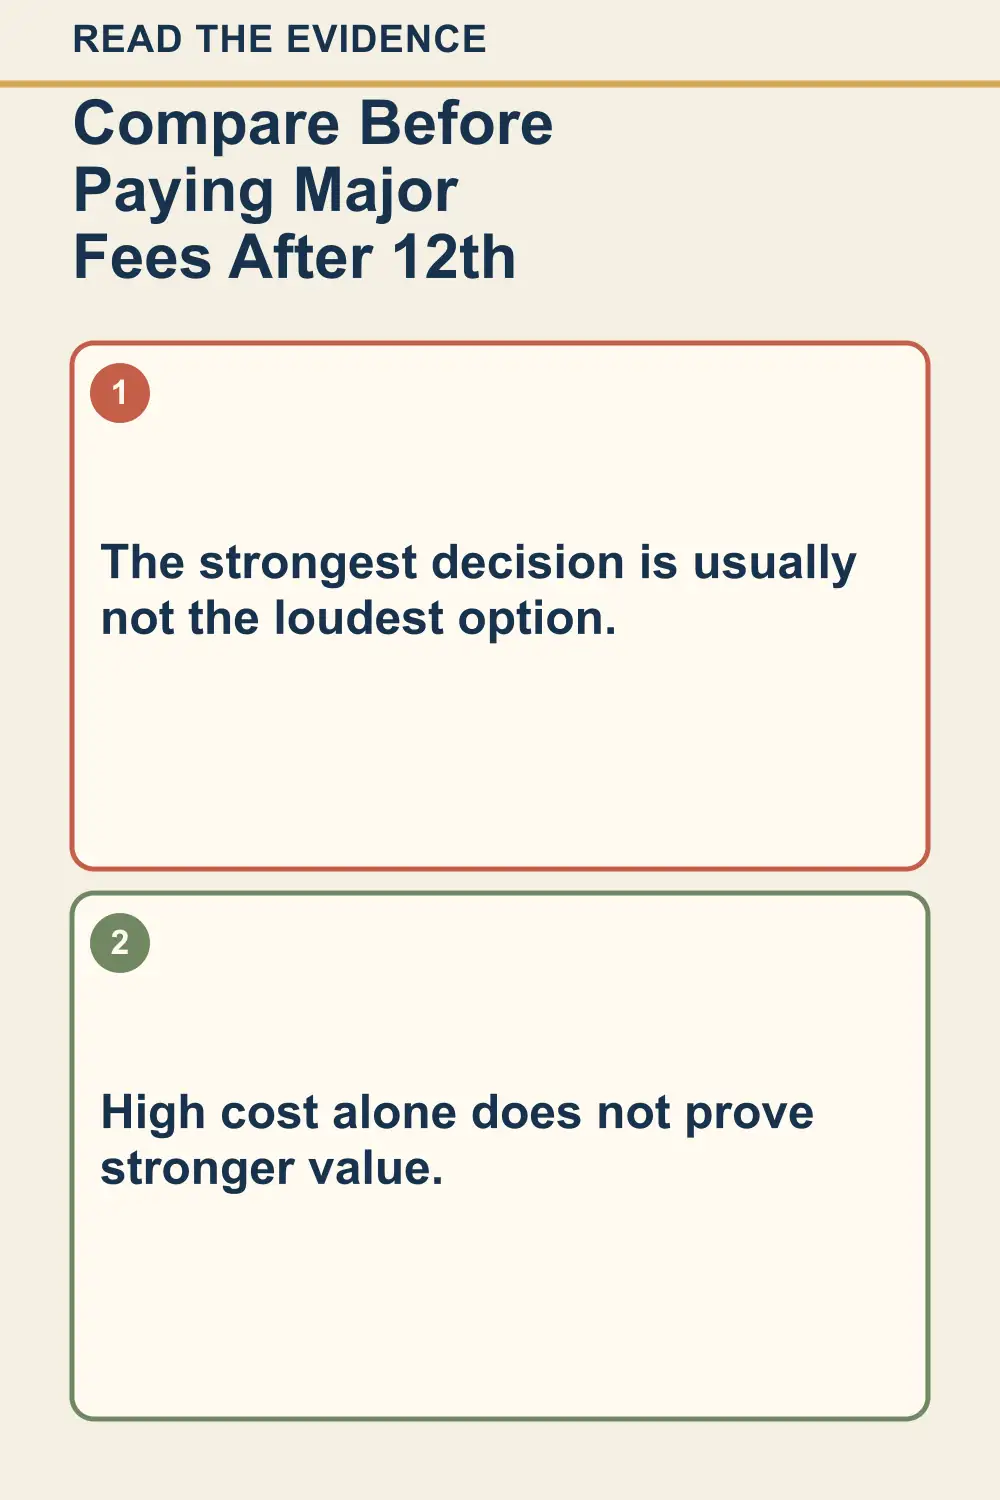 READ THE EVIDENCE
Compare Before
Paying Major
Fees After 12th
1
The strongest decision is usually
not the loudest option.
2
High cost alone does not prove
stronger value.